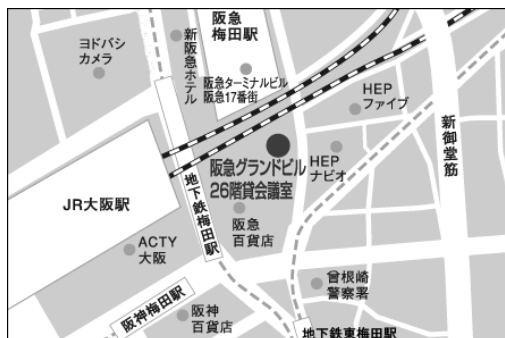 ヨドバシ
カメラ
新阪急ホテル
阪急
梅田駅
阪急ターミナルビル
阪急17番街
HEP
ファイブ
新御堂筋
阪急グランドビル
26階貸会議室
HEP
ナビオ
JR大阪駅
地下鉄梅田駅
阪急
百貨店
ACTY
大阪
曾根崎
警察署
阪神梅田駅
阪神
百貨店
地下鉄東梅田駅